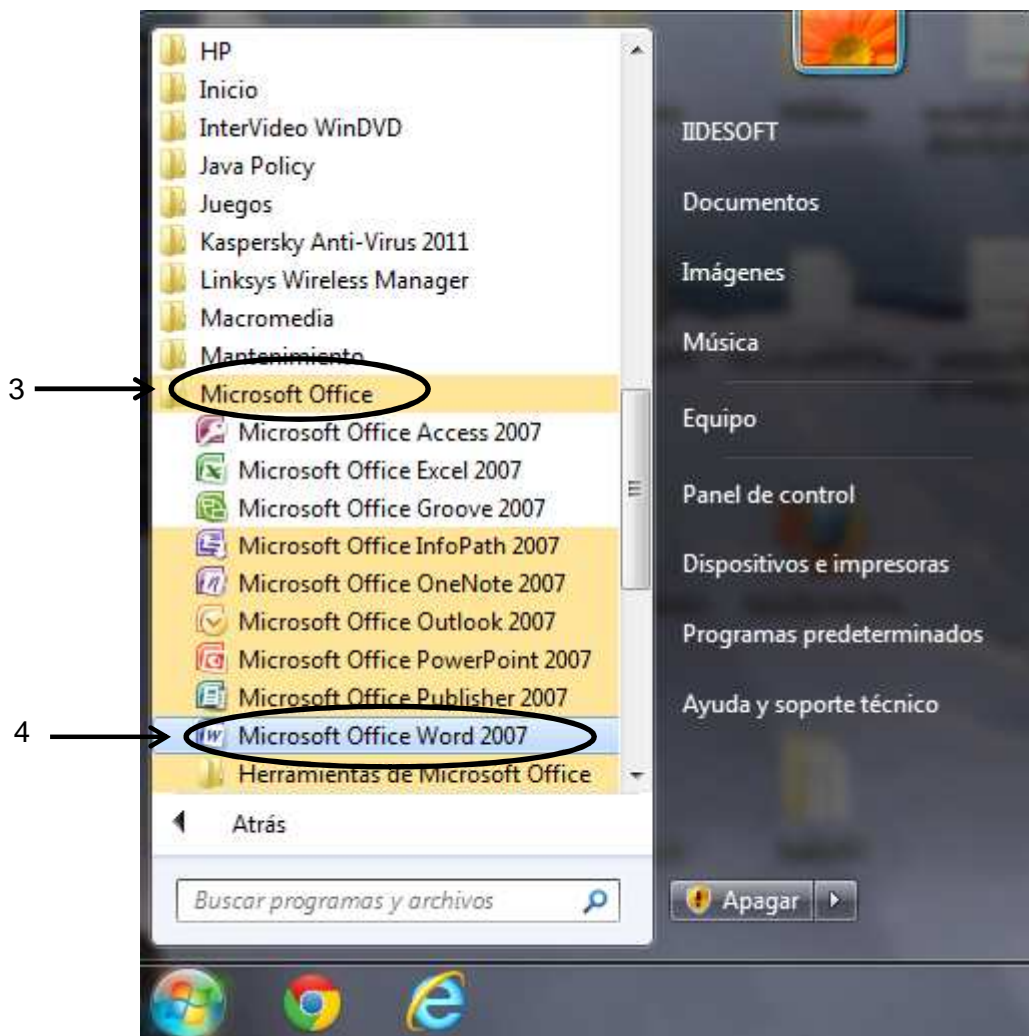 HP
Inicio
InterVideo WinDVD
Java Policy
Juegos
Kaspersky Anti-Virus 2011
Linksys Wireless Manager
Macromedia
Mantenimiento
3
Microsoft Office
Microsoft Office Access 2007
Microsoft Office Excel 2007
Microsoft Office Groove 2007
Microsoft Office InfoPath 2007
Microsoft Office OneNote 2007
Microsoft Office Outlook 2007
Microsoft Office PowerPoint 2007
Microsoft Office Publisher 2007
4
Microsoft Office Word 2007
Herramientas de Microsoft Office
Atrás
Buscar programas y archivos
IIDESOFT
Documentos
Imágenes
Música
Equipo
Panel de control
Dispositivos e impresoras
Programas predeterminados
Ayuda y soporte técnico
Apagar